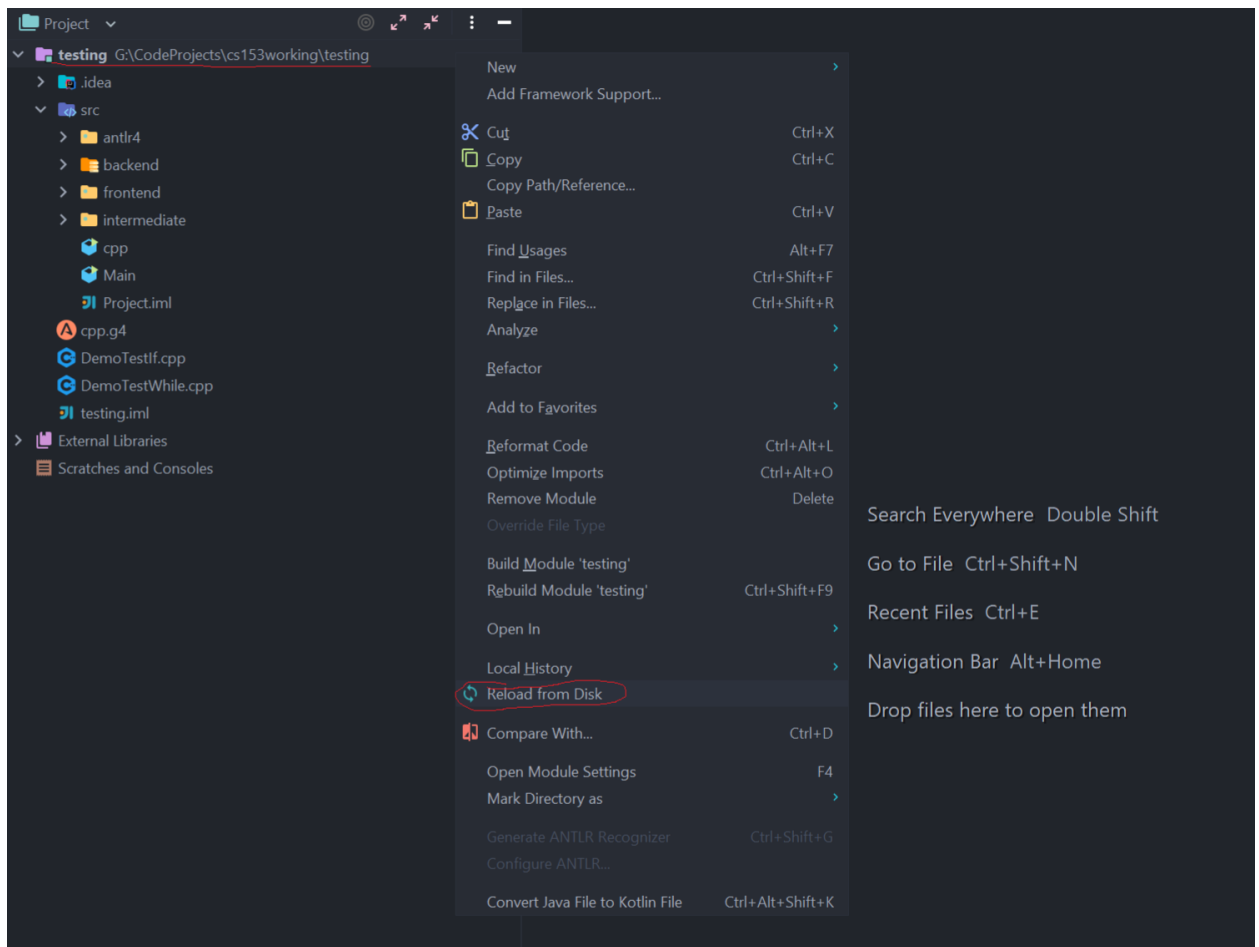 Project
testing G:\CodeProjects\cs153working\testing
.idea
src
antlr4
backend
frontend
intermediate
cpp
Main
Project.iml
cpp.g4
DemoTestIf.cpp
DemoTestWhile.cpp
testing.iml
External Libraries
Scratches and Consoles
New
Add Framework Support...
Cut Ctrl+X
Copy Ctrl+C
Copy Path/Reference...
Paste Ctrl+V
Find Usages Alt+F7
Find in Files... Ctrl+Shift+F
Replace in Files... Ctrl+Shift+R
Analyze
Refactor
Add to Favorites
Reformat Code Ctrl+Alt+L
Optimize Imports Ctrl+Alt+O
Remove Module Delete
Override File Type
Build Module 'testing'
Rebuild Module 'testing' Ctrl+Shift+F9
Open In
Local History
Reload from Disk
Compare With... Ctrl+D
Open Module Settings F4
Mark Directory as
Generate ANTLR Recognizer Ctrl+Shift+G
Configure ANTLR...
Convert Java File to Kotlin File Ctrl+Alt+Shift+K
Search Everywhere Double Shift
Go to File Ctrl+Shift+N
Recent Files Ctrl+E
Navigation Bar Alt+Home
Drop files here to open them